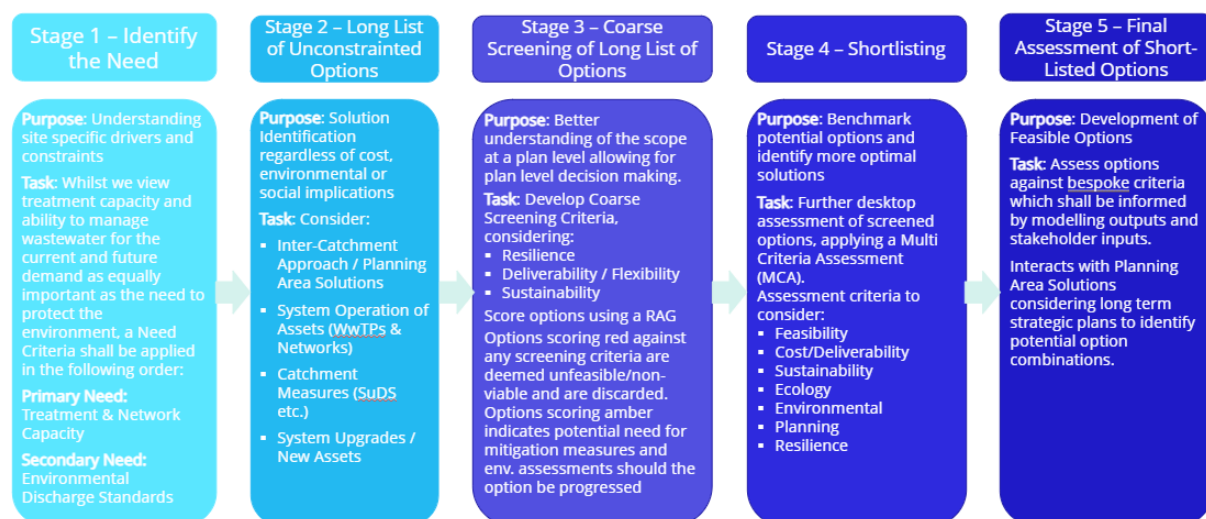 Stage 1 – Identify
the Need
Purpose: Understanding
site specific drivers and
constraints
Task: Whilst we view
treatment capacity and
ability to manage
wastewater for the
current and future
demand as equally
important as the need to
protect the
environment, a Need
Criteria shall be applied
in the following order:
Primary Need:
Treatment & Network
Capacity
Secondary Need:
Environmental
Discharge Standards
Stage 2 – Long List
of Unconstrainted
Options
Purpose: Solution
Identification
regardless of cost,
environmental or
social implications
Task: Consider:
▪ Inter-Catchment
Approach / Planning
Area Solutions
▪ System Operation of
Assets (WwTPs &
Networks)
▪ Catchment
Measures (SuDS
etc.)
▪ System Upgrades /
New Assets
Stage 3 – Coarse
Screening of Long List of
Options
Purpose: Better
understanding of the scope
at a plan level allowing for
plan level decision making.
Task: Develop Coarse
Screening Criteria,
considering:
▪ Resilience
▪ Deliverability / Flexibility
▪ Sustainability
Score options using a RAG
Options scoring red against
any screening criteria are
deemed unfeasible/non-
viable and are discarded.
Options scoring amber
indicates potential need for
mitigation measures and
env. assessments should the
option be progressed
Stage 4 – Shortlisting
Purpose: Benchmark
potential options and
identify more optimal
solutions
Task: Further desktop
assessment of screened
options, applying a Multi
Criteria Assessment
(MCA).
Assessment criteria to
consider:
▪ Feasibility
▪ Cost/Deliverability
▪ Sustainability
▪ Ecology
▪ Environmental
▪ Planning
▪ Resilience
Stage 5 – Final
Assessment of Short-
Listed Options
Purpose: Development of
Feasible Options
Task: Assess options
against bespoke criteria
which shall be informed
by modelling outputs and
stakeholder inputs.
Interacts with Planning
Area Solutions
considering long term
strategic plans to identify
potential option
combinations.